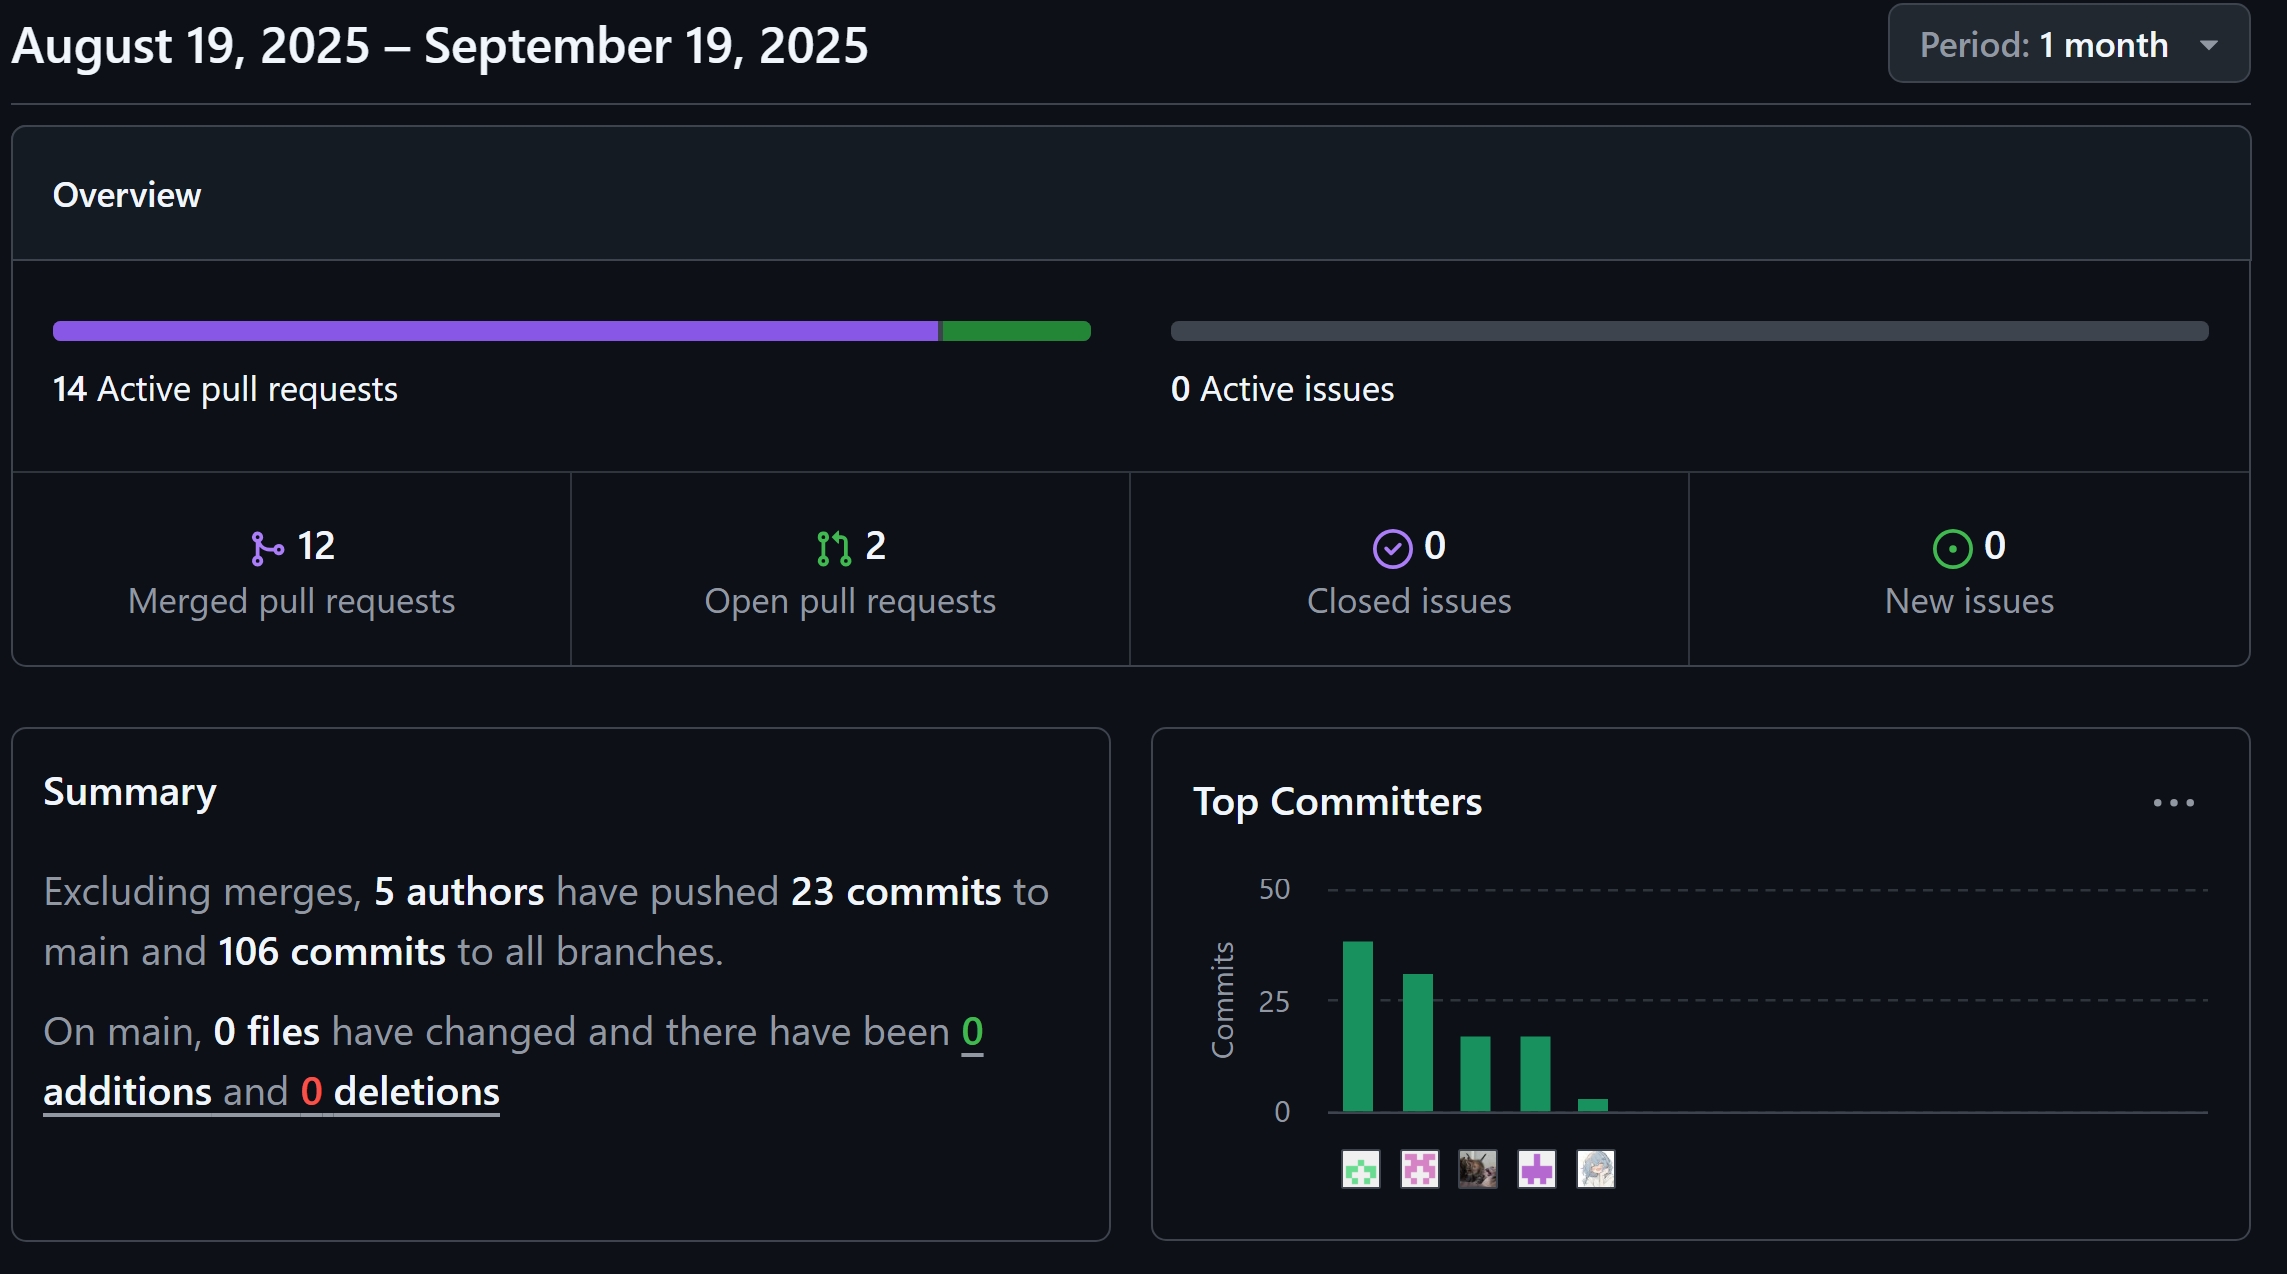 August 19, 2025 – September 19, 2025
Period: 1 month
Overview
14 Active pull requests
0 Active issues
12
Merged pull requests
2
Open pull requests
0
Closed issues
0
New issues
Summary
Excluding merges, 5 authors have pushed 23 commits to
main and 106 commits to all branches.
On main, 0 files have changed and there have been 0
additions and 0 deletions
Top Committers
Commits
50
25
0